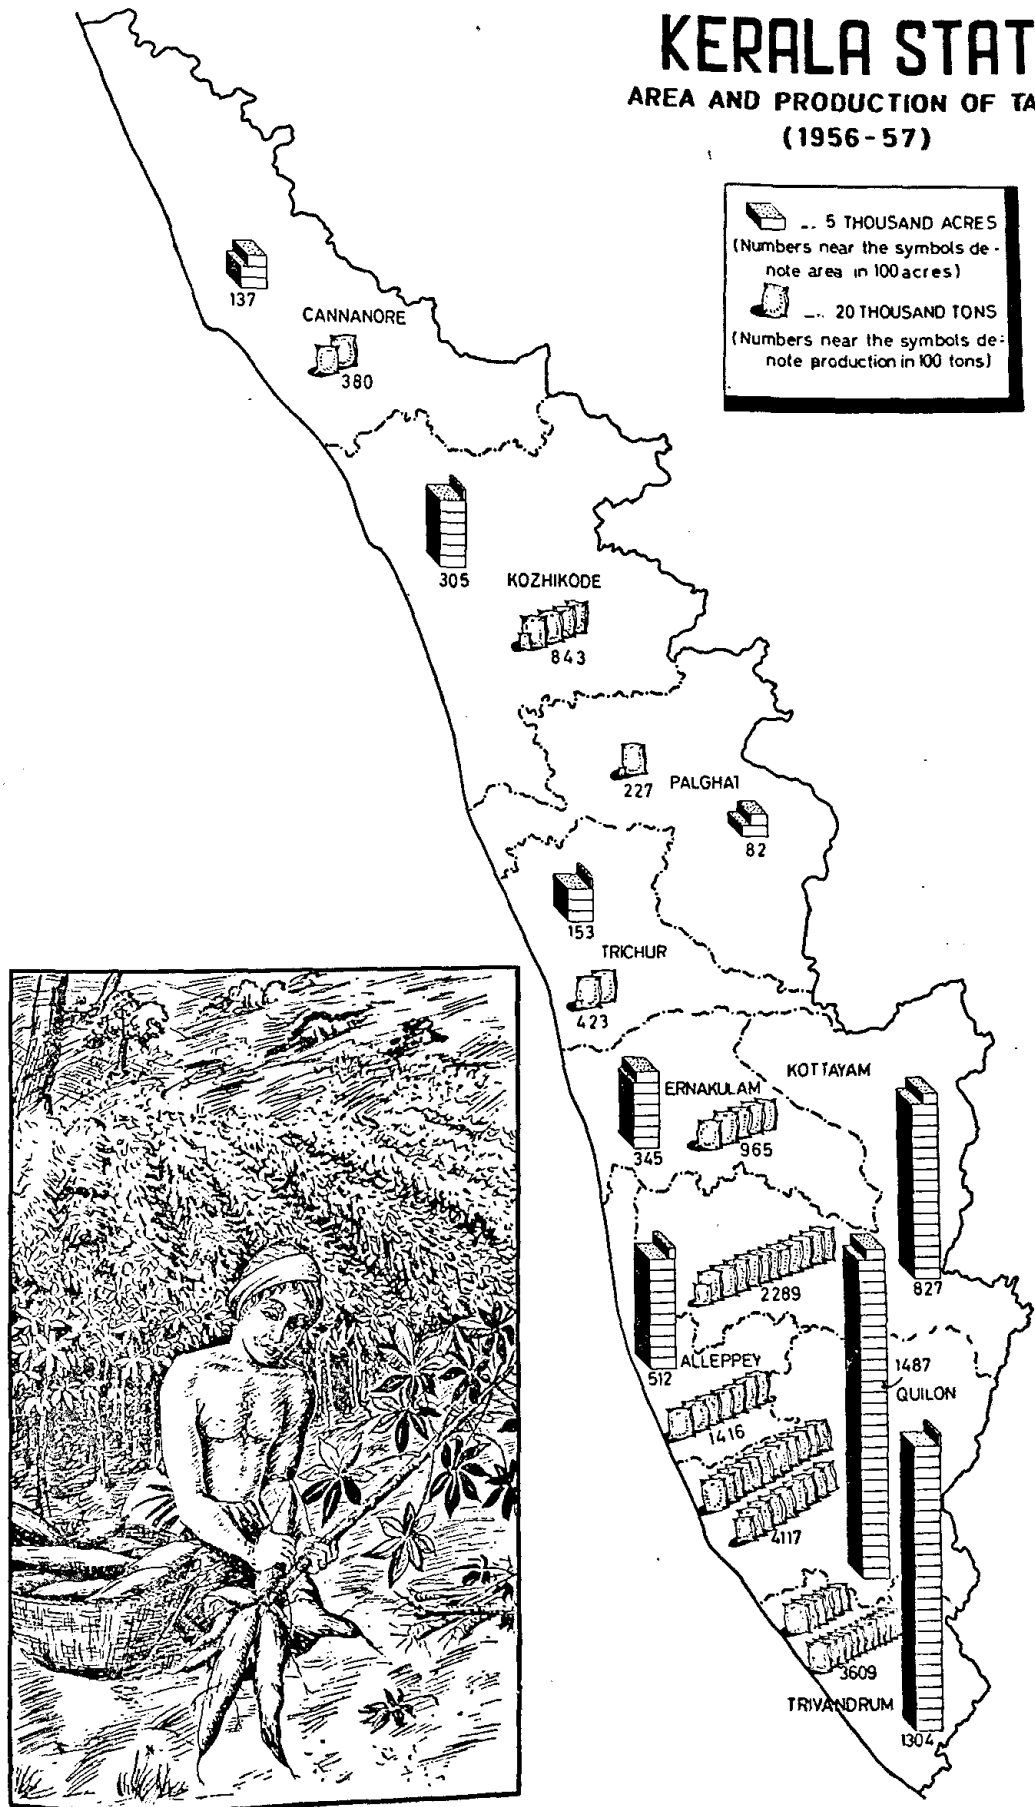 KERALA STAT
AREA AND PRODUCTION OF TA
(1956-57)
... 5 THOUSAND ACRES
(Numbers near the symbols de-
note area in 100 acres)
... 20 THOUSAND TONS
(Numbers near the symbols de-
note production in 100 tons)
137
CANNANORE
380
305
KOZHIKODE
843
227
PALGHAT
82
153
TRICHUR
423
KOTTAYAM
ERNAKULAM
345
965
2289
827
ALLEPPEY
512
1487
QUILON
1416
4117
3609
TRIVANDRUM
1304